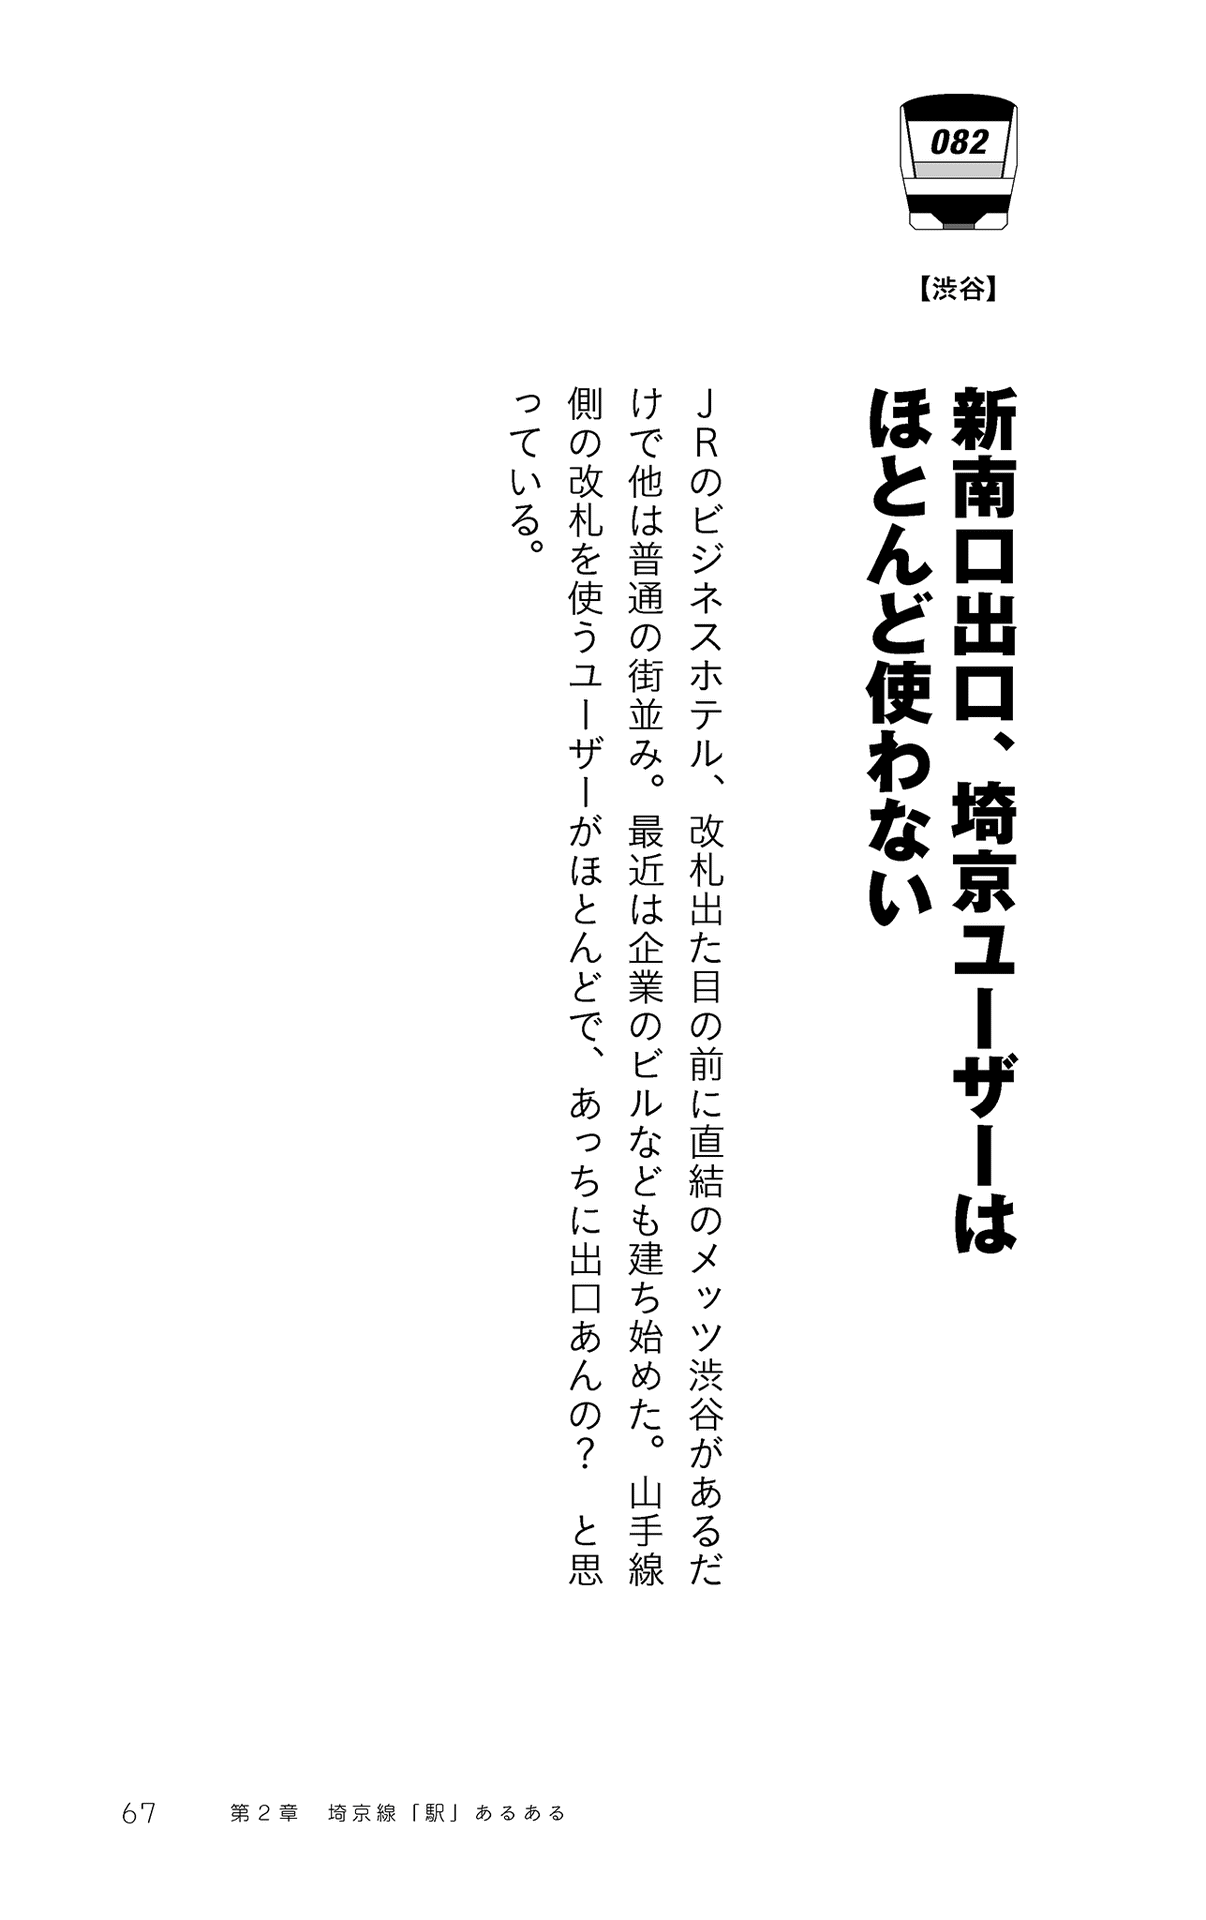 082
【渋谷】
新南口出口、埼京ユーザーは
ほとんど使わない
ＪＲのビジネスホテル、改札出た目の前に直結のメッツ渋谷があるだ
けで他は普通の街並み。最近は企業のビルなども建ち始めた。山手線
側の改札を使うユーザーがほとんどで、あっちに出口あんの？　と思
っている。
67　第２章　埼京線「駅」あるある